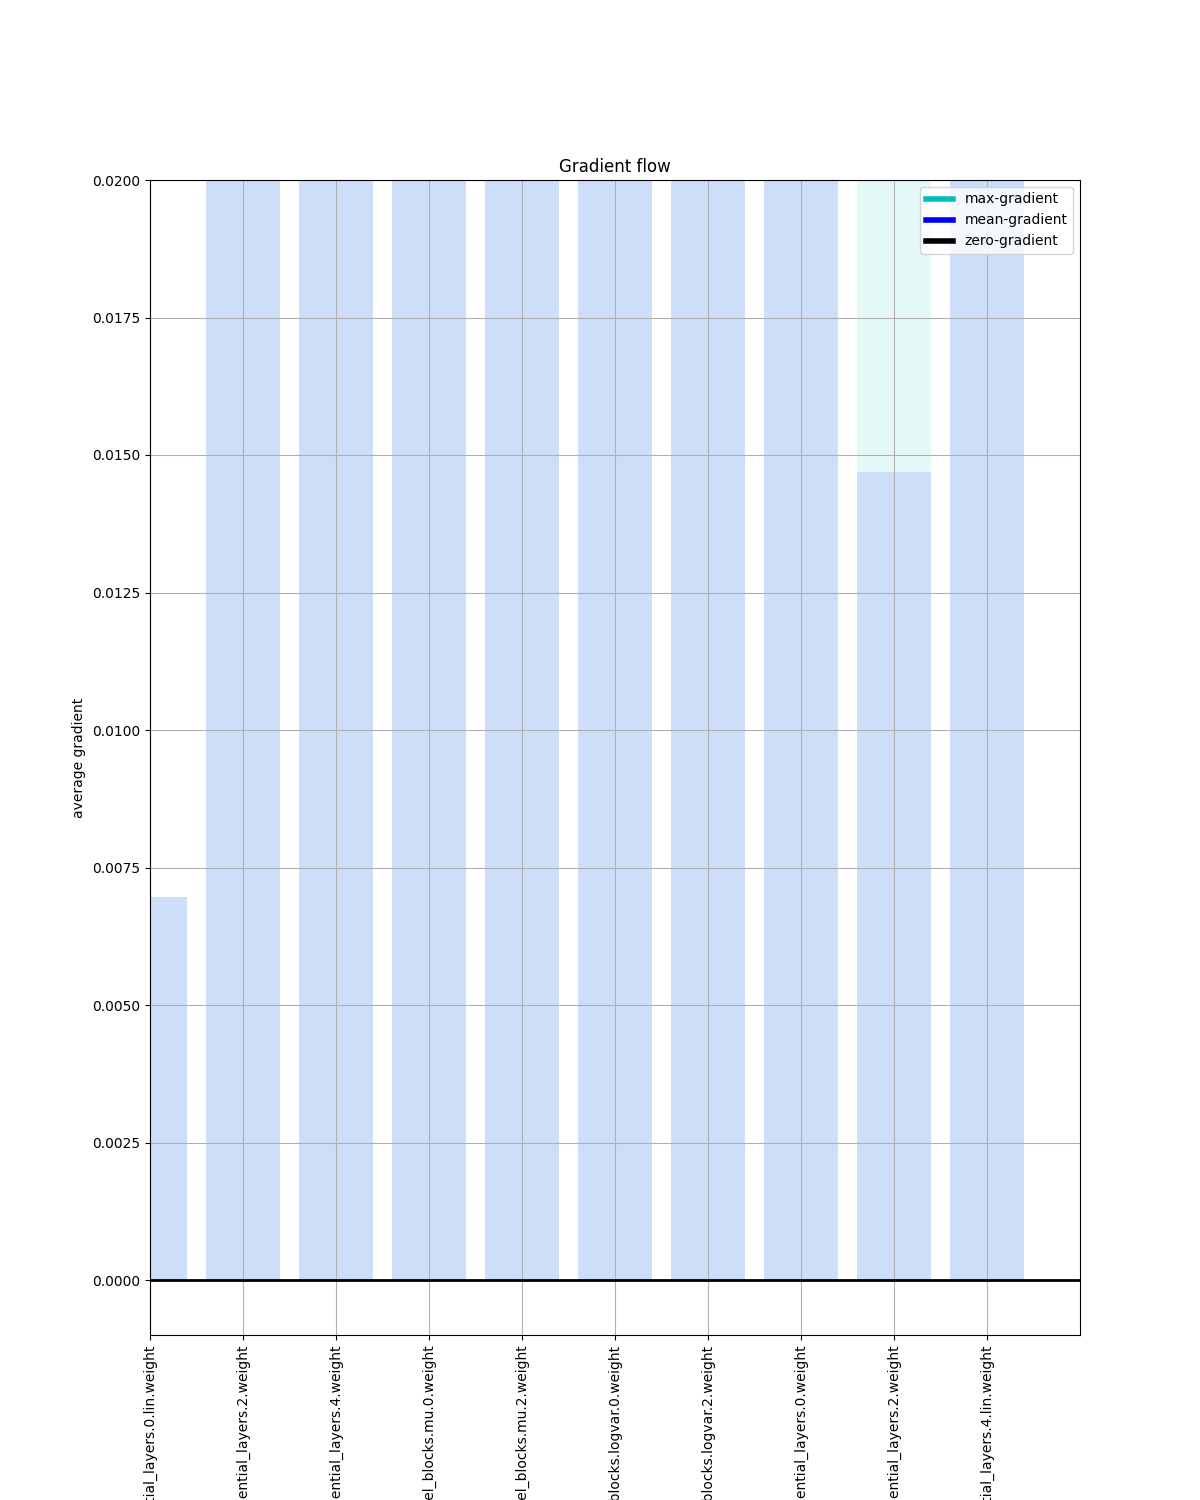 Gradient flow
max-gradient
mean-gradient
zero-gradient
0.0200
0.0175
0.0150
0.0125
0.0100
0.0075
0.0050
0.0025
0.0000
average gradient
tial_layers.0.lin.weight
ential_layers.2.weight
ential_layers.4.weight
el_blocks.mu.0.weight
el_blocks.mu.2.weight
blocks.logvar.0.weight
blocks.logvar.2.weight
ential_layers.0.weight
ential_layers.2.weight
tial_layers.4.lin.weight